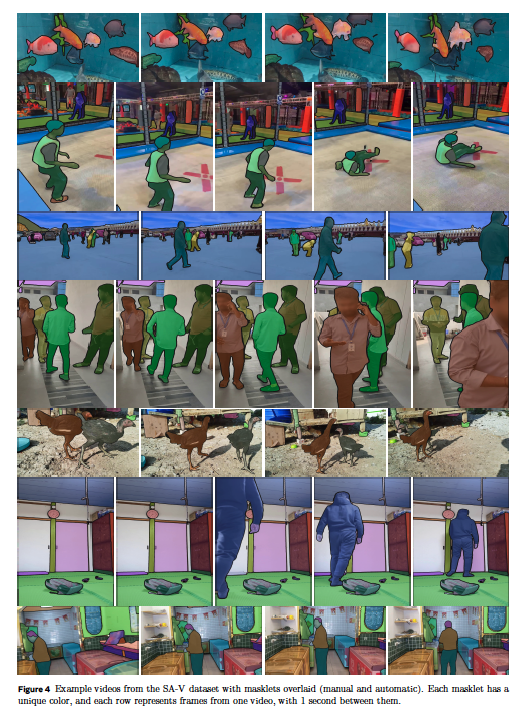 Figure 4 Example videos from the SA-V dataset with masklets overlaid (manual and automatic). Each masklet has a
unique color, and each row represents frames from one video, with 1 second between them.